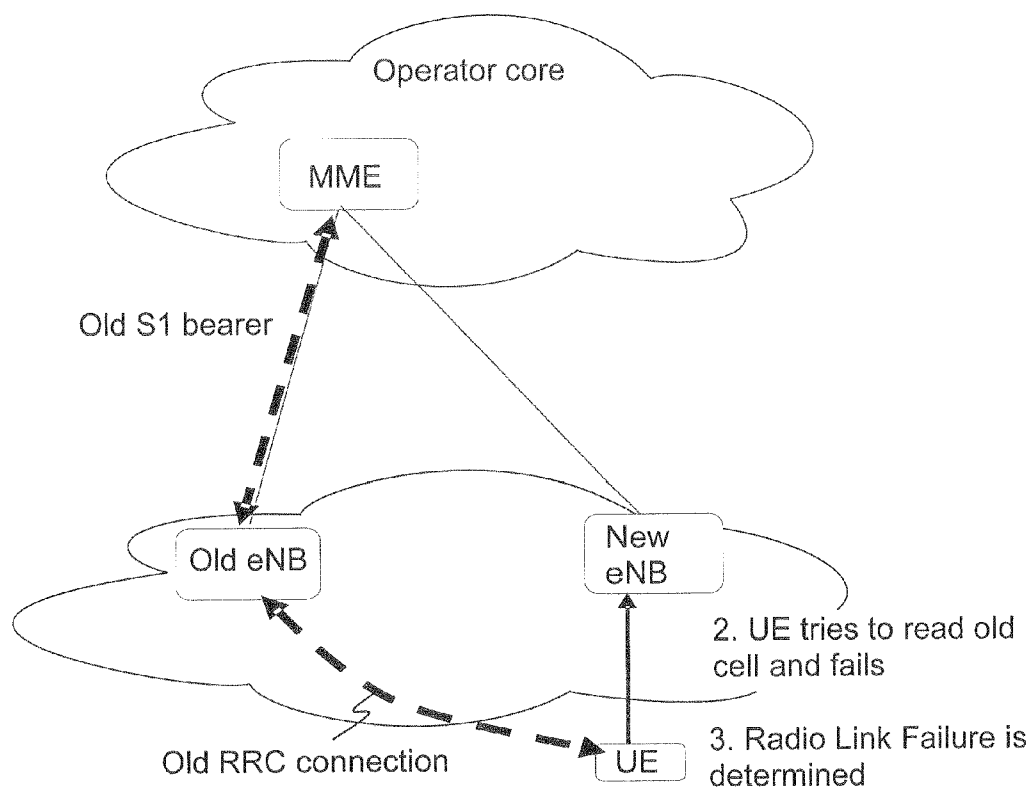 Operator core
MME
Old S1 bearer
Old eNB
New
eNB
2. UE tries to read old
cell and fails
Old RRC connection
UE
3. Radio Link Failure is
determined